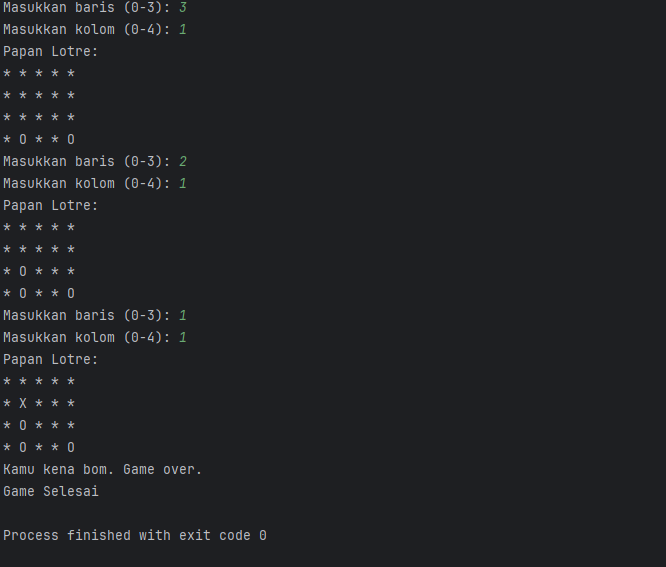 Masukkan baris (0-3): 3
Masukkan kolom (0-4): 1
Papan Lotre:
* * * * *
* * * * *
* * * * *
* O * * O
Masukkan baris (0-3): 2
Masukkan kolom (0-4): 1
Papan Lotre:
* * * * *
* * * * *
* O * * *
* O * * O
Masukkan baris (0-3): 1
Masukkan kolom (0-4): 1
Papan Lotre:
* * * * *
* X * * *
* O * * *
* O * * O
Kamu kena bom. Game over.
Game Selesai
Process finished with exit code 0